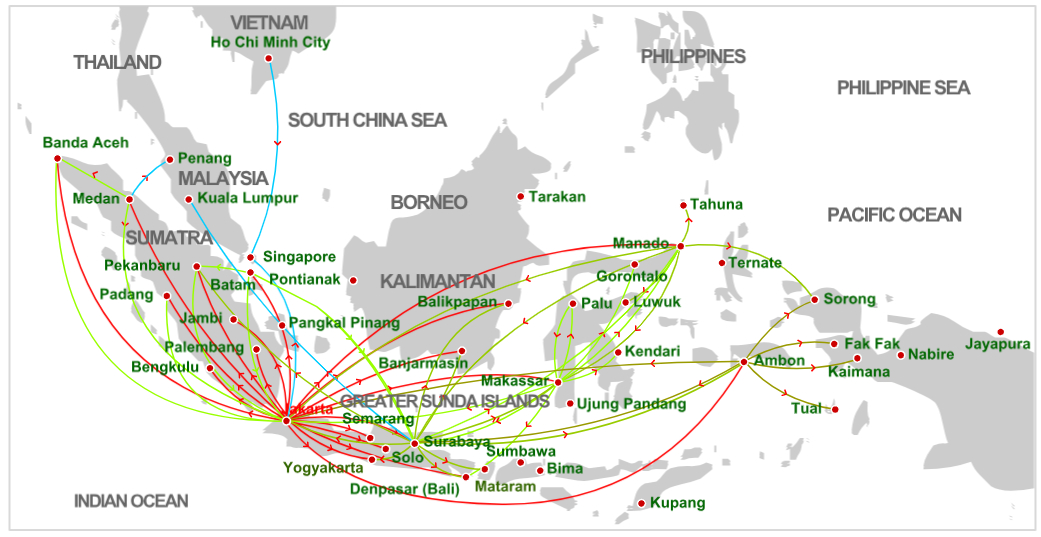 VIETNAM
Ho Chi Minh City
THAILAND
PHILIPPINES
PHILIPPINE SEA
SOUTH CHINA SEA
Banda Aceh
Penang
MALAYSIA
Medan
Kuala Lumpur
BORNEO
Tarakan
Tahuna
PACIFIC OCEAN
SUMATRA
Manado
Singapore
Pekanbaru
Ternate
Batam
Pontianak
KALIMANTAN
Gorontalo
Padang
Balikpapan
Palu
Luwuk
Sorong
Jambi
Pangkal Pinang
Palembang
Banjarmasin
Kendari
Fak Fak
Jayapura
Nabire
Bengkulu
Ambon
Kaimana
Makassar
Jakarta
GREATER SUNDA ISLANDS
Ujung Pandang
Tual
Semarang
Surabaya
Solo
Sumbawa
Yogyakarta
Bima
Denpasar (Bali)
Mataram
INDIAN OCEAN
Kupang